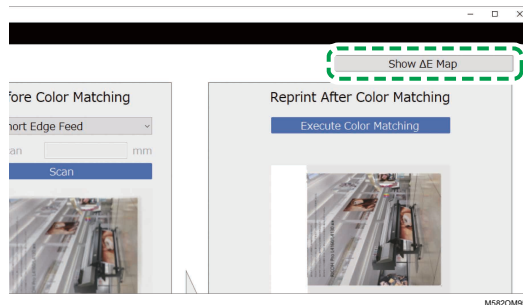 Show ΔE Map
fore Color Matching
Reprint After Color Matching
hort Edge Feed
Execute Color Matching
an
mm
Scan
M582OM9